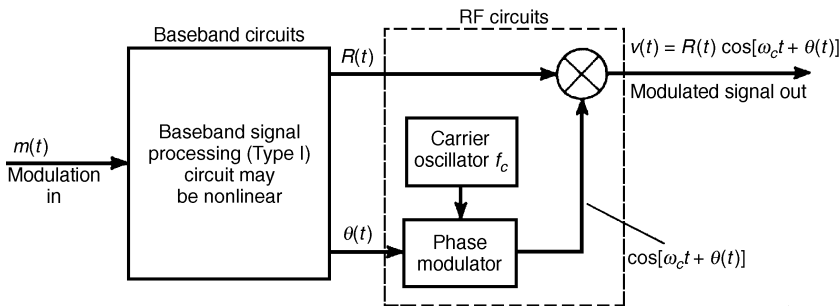 RF circuits
Baseband circuits
R(t)
v(t) = R(t) cos[ω_c t + θ(t)]
Modulated signal out
m(t)
Modulation
in
Baseband signal
processing (Type I)
circuit may
be nonlinear
Carrier
oscillator f_c
θ(t)
Phase
modulator
cos[ω_c t + θ(t)]